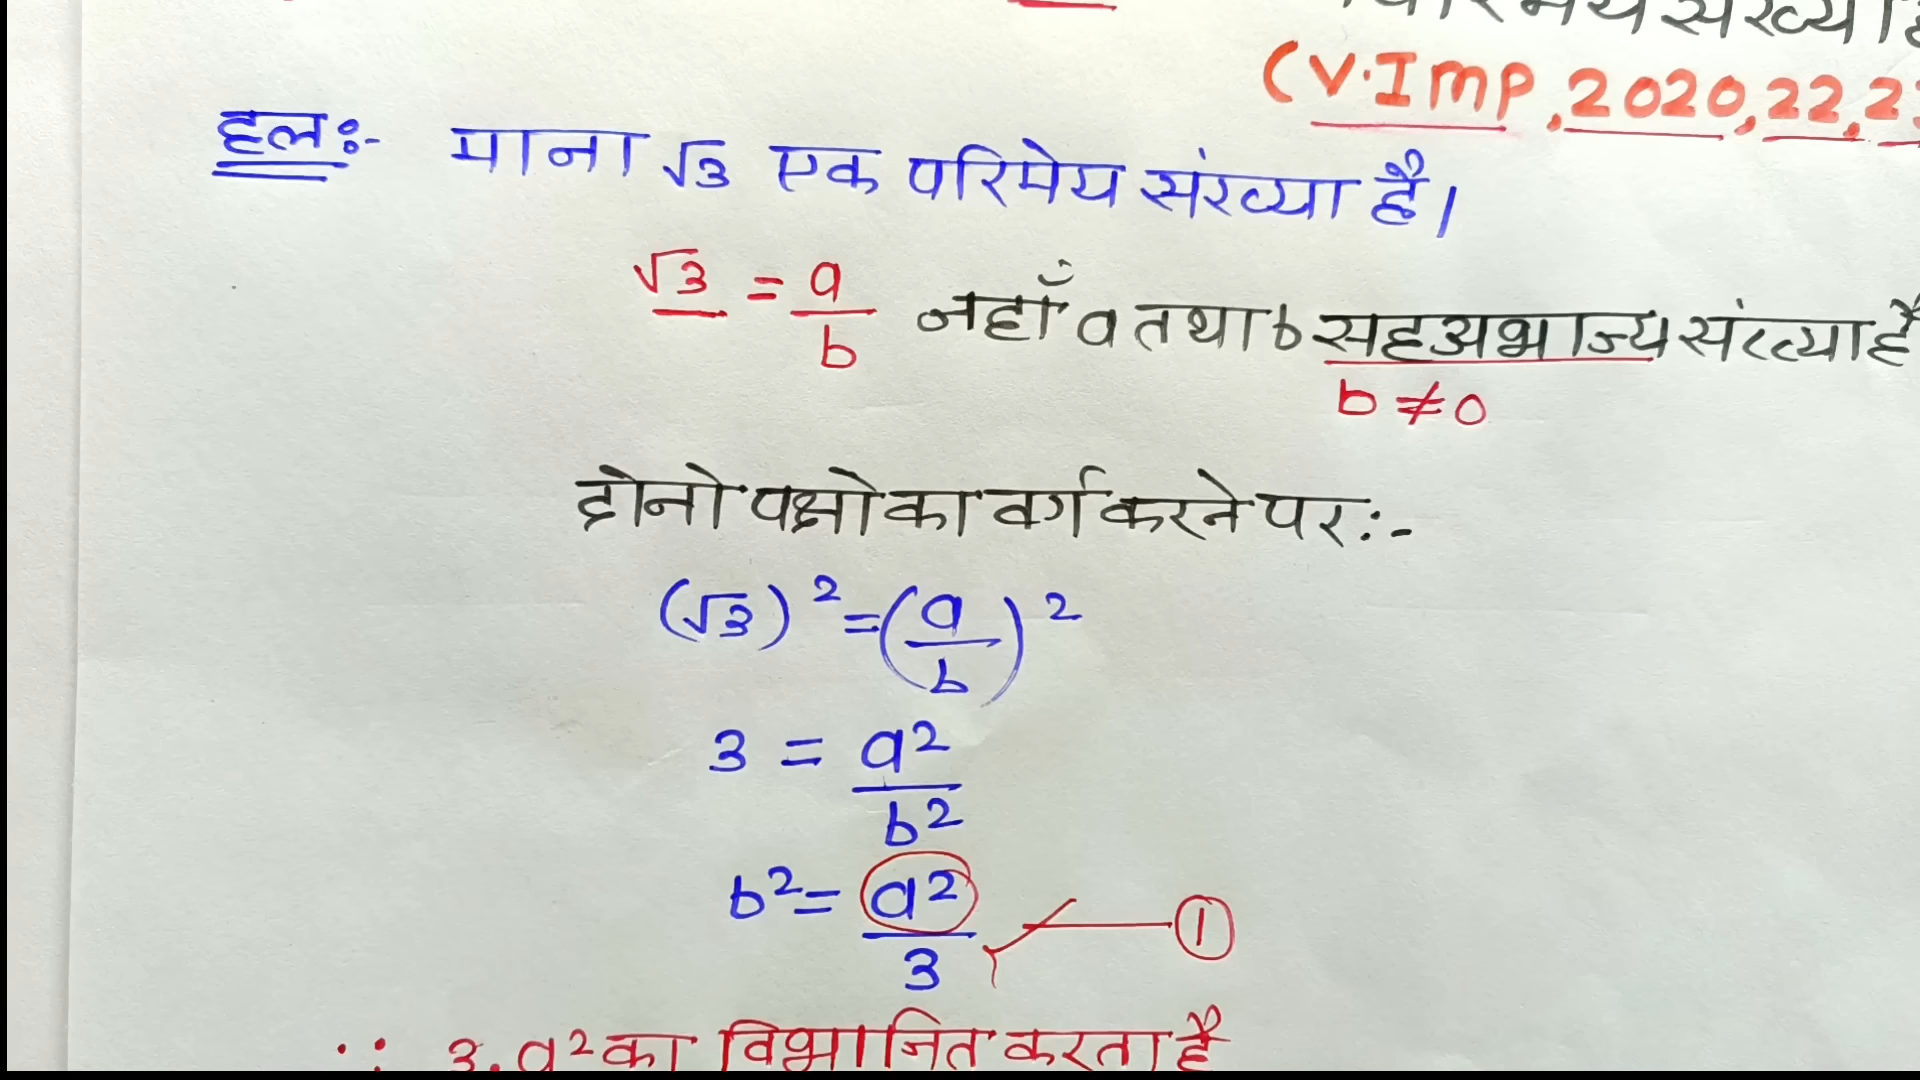 संख्या है
(V.Imp, 2020, 22, 2
हल:- माना √3 एक परिमेय संख्या है।
√3 = a/b जहाँ a तथा b सहअभाज्य संख्या है
b ≠ 0
दोनो पक्षो का वर्ग करने पर :-
(√3)² = (a/b)²
3 = a²/b²
b² = a²/3 ①
∵ 3, a² का विभाजित करता है